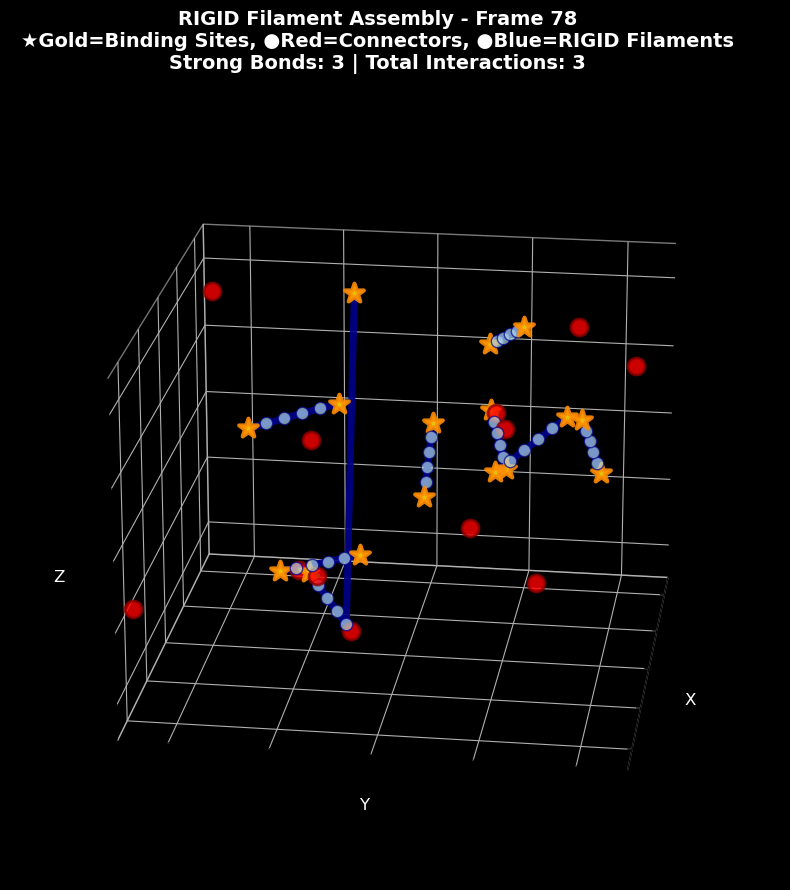 RIGID Filament Assembly - Frame 78
★Gold=Binding Sites, ●Red=Connectors, ●Blue=RIGID Filaments
Strong Bonds: 3 | Total Interactions: 3
Z
X
Y